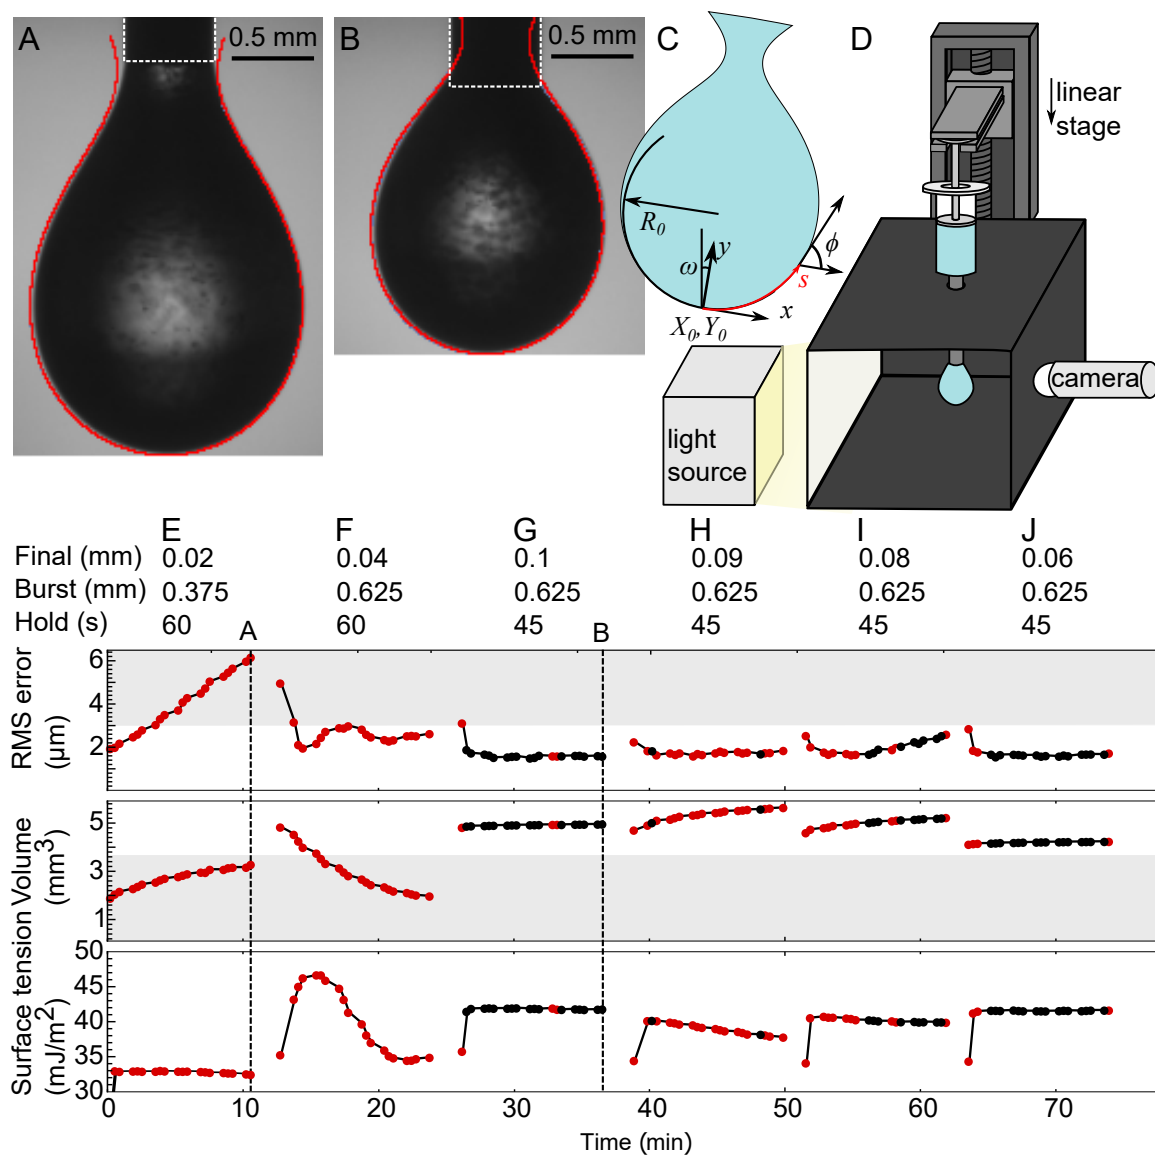 A
0.5 mm
B
0.5 mm
C
D
linear
stage
R0
y
ω
ϕ
s
x
X0, Y0
camera
light
source
E F G H I J
Final (mm) 0.02 0.04 0.1 0.09 0.08 0.06
Burst (mm) 0.375 0.625 0.625 0.625 0.625 0.625
Hold (s) 60 60 45 45 45 45
A B
RMS error
(μm)
6
4
2
Volume
(mm3)
5
3
1
Surface tension
(mJ/m2)
50
45
40
35
30
0 10 20 30 40 50 60 70
Time (min)